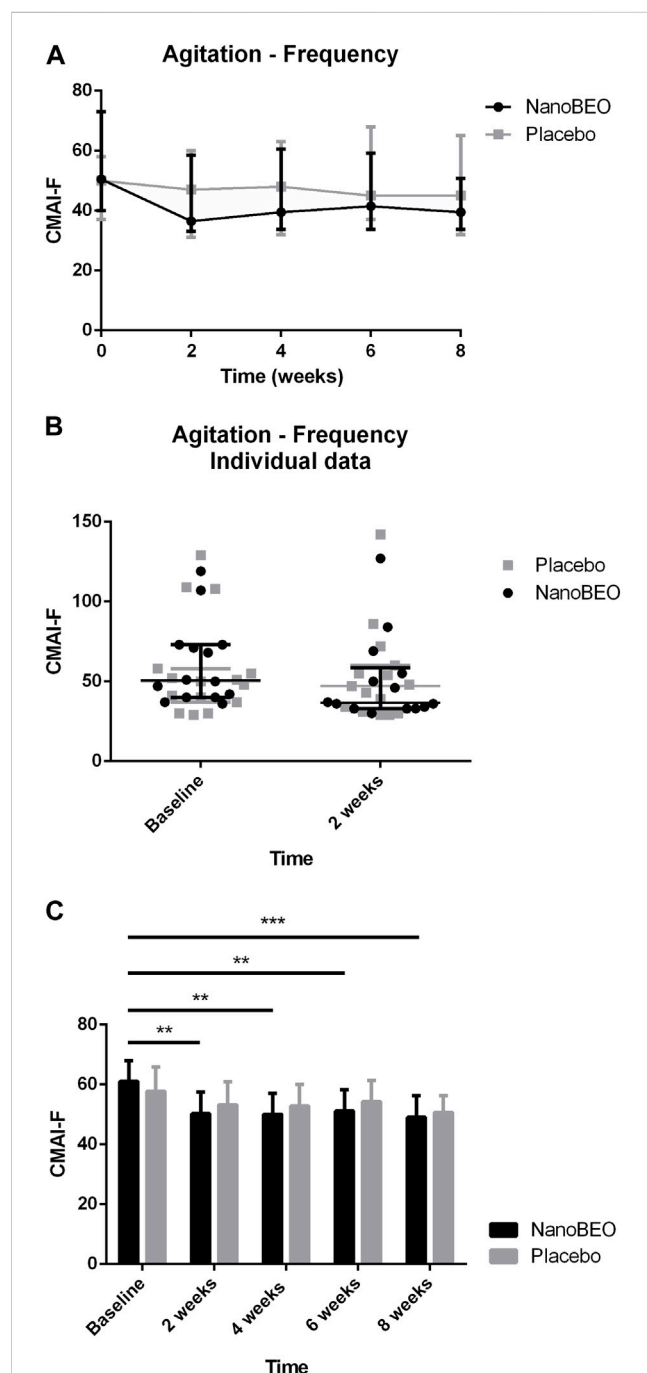 A
Agitation - Frequency
NanoBEO
Placebo
80
60
40
20
0
CMAI-F
0 2 4 6 8
Time (weeks)
B
Agitation - Frequency
Individual data
Placebo
NanoBEO
150
100
50
0
CMAI-F
Baseline
2 weeks
Time
C
***
**
**
**
80
60
40
20
0
CMAI-F
Baseline
2 weeks
4 weeks
6 weeks
8 weeks
Time
NanoBEO
Placebo